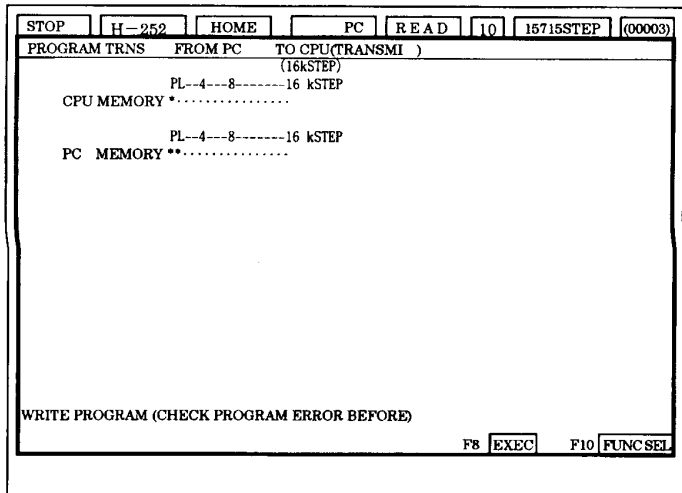 STOP H-252 HOME PC READ 10 15715STEP (00003)
PROGRAM TRNS FROM PC TO CPU(TRANSMI )
(16kSTEP)
PL--4---8-------16 kSTEP
CPU MEMORY *················
PL--4---8-------16 kSTEP
PC MEMORY **···············
WRITE PROGRAM (CHECK PROGRAM ERROR BEFORE)
F8 EXEC F10 FUNC SEL